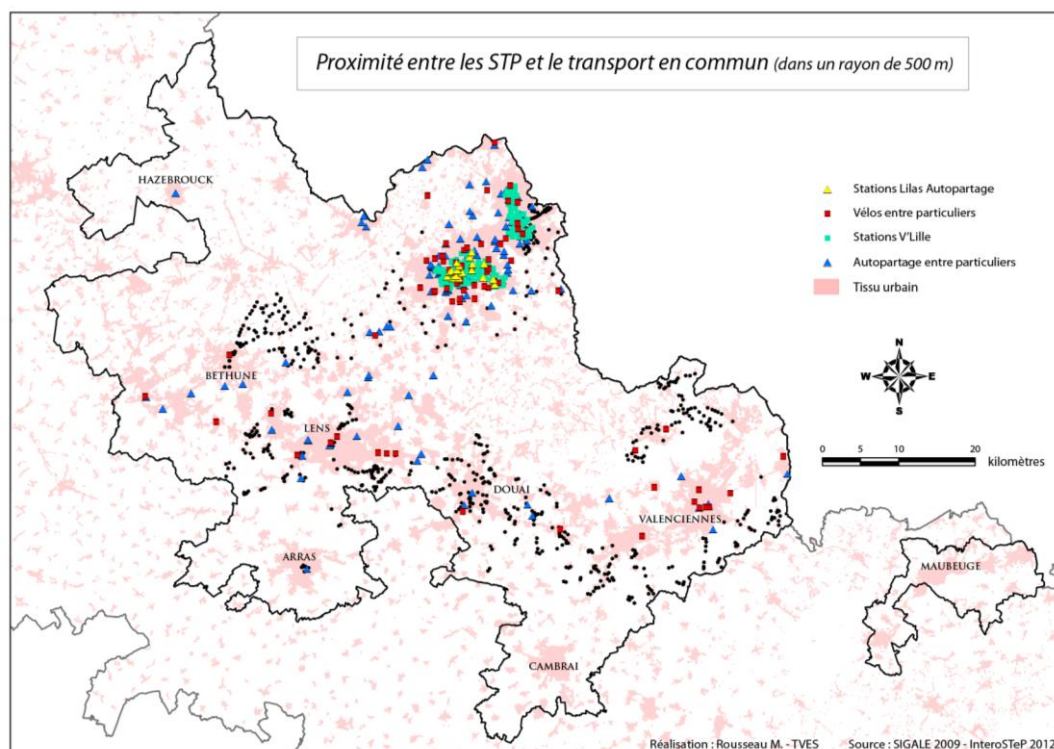 Proximité entre les STP et le transport en commun (dans un rayon de 500 m)
HAZEBROUCK
Stations Lilas Autopartage
Vélos entre particuliers
Stations V'Lille
Autopartage entre particuliers
Tissu urbain
N
W E
S
BETHUNE
0 10 20
kilomètres
LENS
DOUAI
VALENCIENNES
ARRAS
MAUBEUGE
CAMBRAI
Réalisation : Rousseau M. - TVES Source : SIGALE 2009 - InteroSTeP 2012